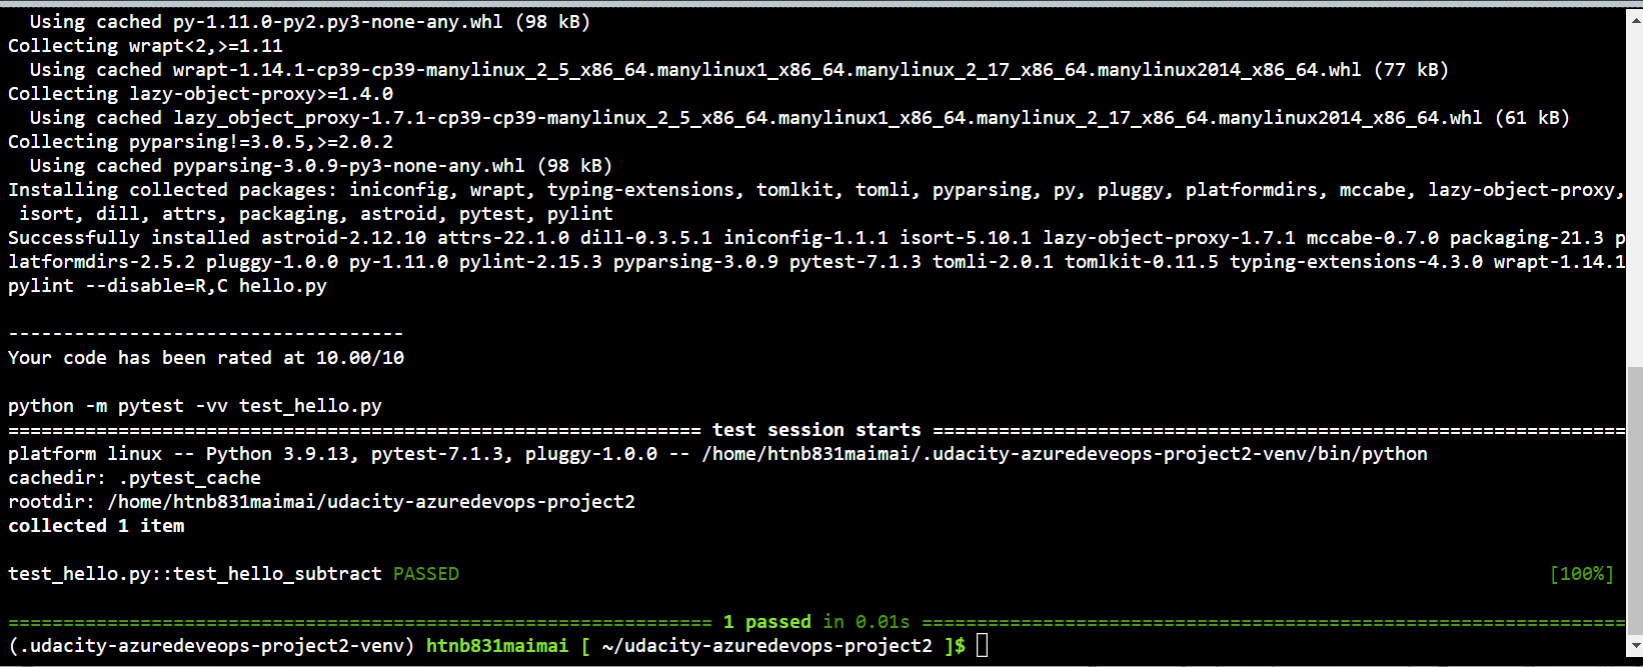 Using cached py-1.11.0-py2.py3-none-any.whl (98 kB)
Collecting wrapt<2,>=1.11
  Using cached wrapt-1.14.1-cp39-cp39-manylinux_2_5_x86_64.manylinux1_x86_64.manylinux_2_17_x86_64.manylinux2014_x86_64.whl (77 kB)
Collecting lazy-object-proxy>=1.4.0
  Using cached lazy_object_proxy-1.7.1-cp39-cp39-manylinux_2_5_x86_64.manylinux1_x86_64.manylinux_2_17_x86_64.manylinux2014_x86_64.whl (61 kB)
Collecting pyparsing!=3.0.5,>=2.0.2
  Using cached pyparsing-3.0.9-py3-none-any.whl (98 kB)
Installing collected packages: iniconfig, wrapt, typing-extensions, tomlkit, tomli, pyparsing, py, pluggy, platformdirs, mccabe, lazy-object-proxy,
 isort, dill, attrs, packaging, astroid, pytest, pylint
Successfully installed astroid-2.12.10 attrs-22.1.0 dill-0.3.5.1 iniconfig-1.1.1 isort-5.10.1 lazy-object-proxy-1.7.1 mccabe-0.7.0 packaging-21.3 p
latformdirs-2.5.2 pluggy-1.0.0 py-1.11.0 pylint-2.15.3 pyparsing-3.0.9 pytest-7.1.3 tomli-2.0.1 tomlkit-0.11.5 typing-extensions-4.3.0 wrapt-1.14.1
pylint --disable=R,C hello.py

------------------------------------
Your code has been rated at 10.00/10

python -m pytest -vv test_hello.py
=============================================================== test session starts ===============================================================
platform linux -- Python 3.9.13, pytest-7.1.3, pluggy-1.0.0 -- /home/htnb831maimai/.udacity-azuredeveops-project2-venv/bin/python
cachedir: .pytest_cache
rootdir: /home/htnb831maimai/udacity-azuredevops-project2
collected 1 item

test_hello.py::test_hello_subtract PASSED [100%]

================================================================ 1 passed in 0.01s ================================================================
(.udacity-azuredeveops-project2-venv) htnb831maimai [ ~/udacity-azuredevops-project2 ]$